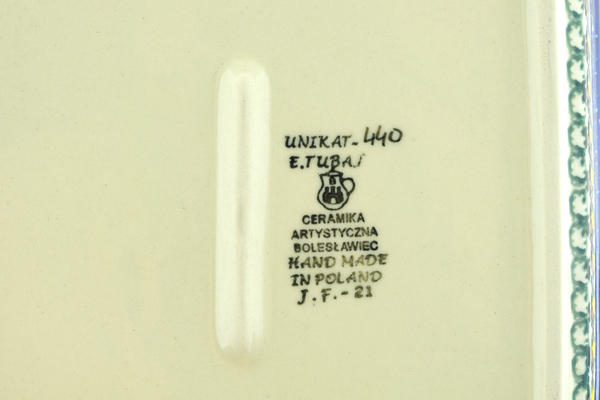 UNIKAT-440
E.TUBAJ
CERAMIKA
ARTYSTYCZNA
BOLESŁAWIEC
HAND MADE
IN POLAND
J.F.-21